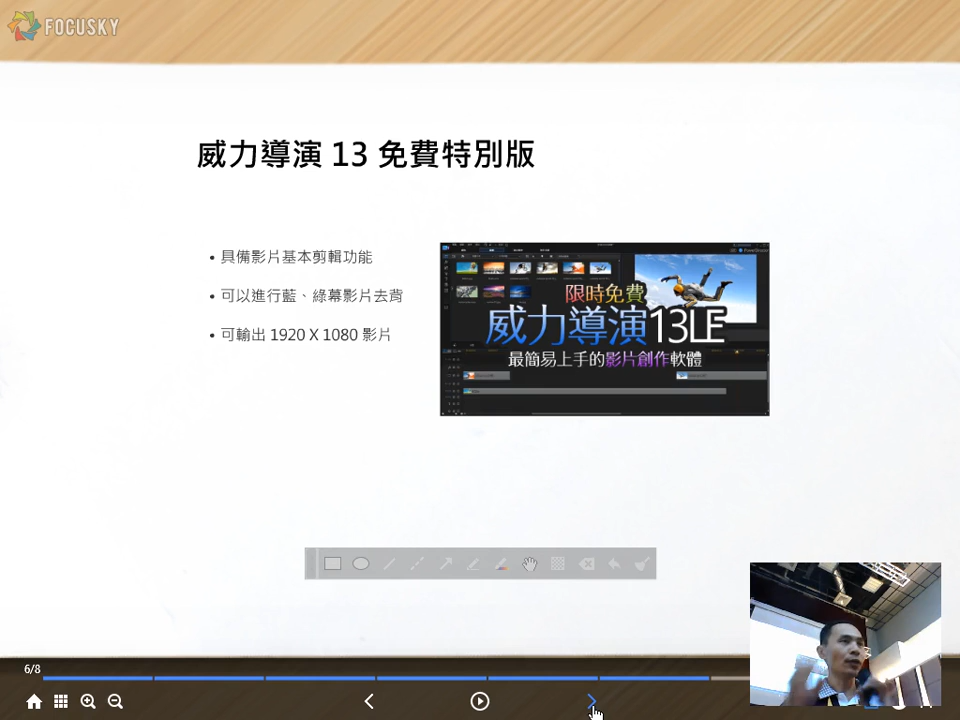 FOCUSKY
威力導演 13 免費特別版
• 具備影片基本剪輯功能
• 可以進行藍、綠幕影片去背
• 可輸出 1920 X 1080 影片
限時免費
威力導演13LE
最簡易上手的影片創作軟體
6/8